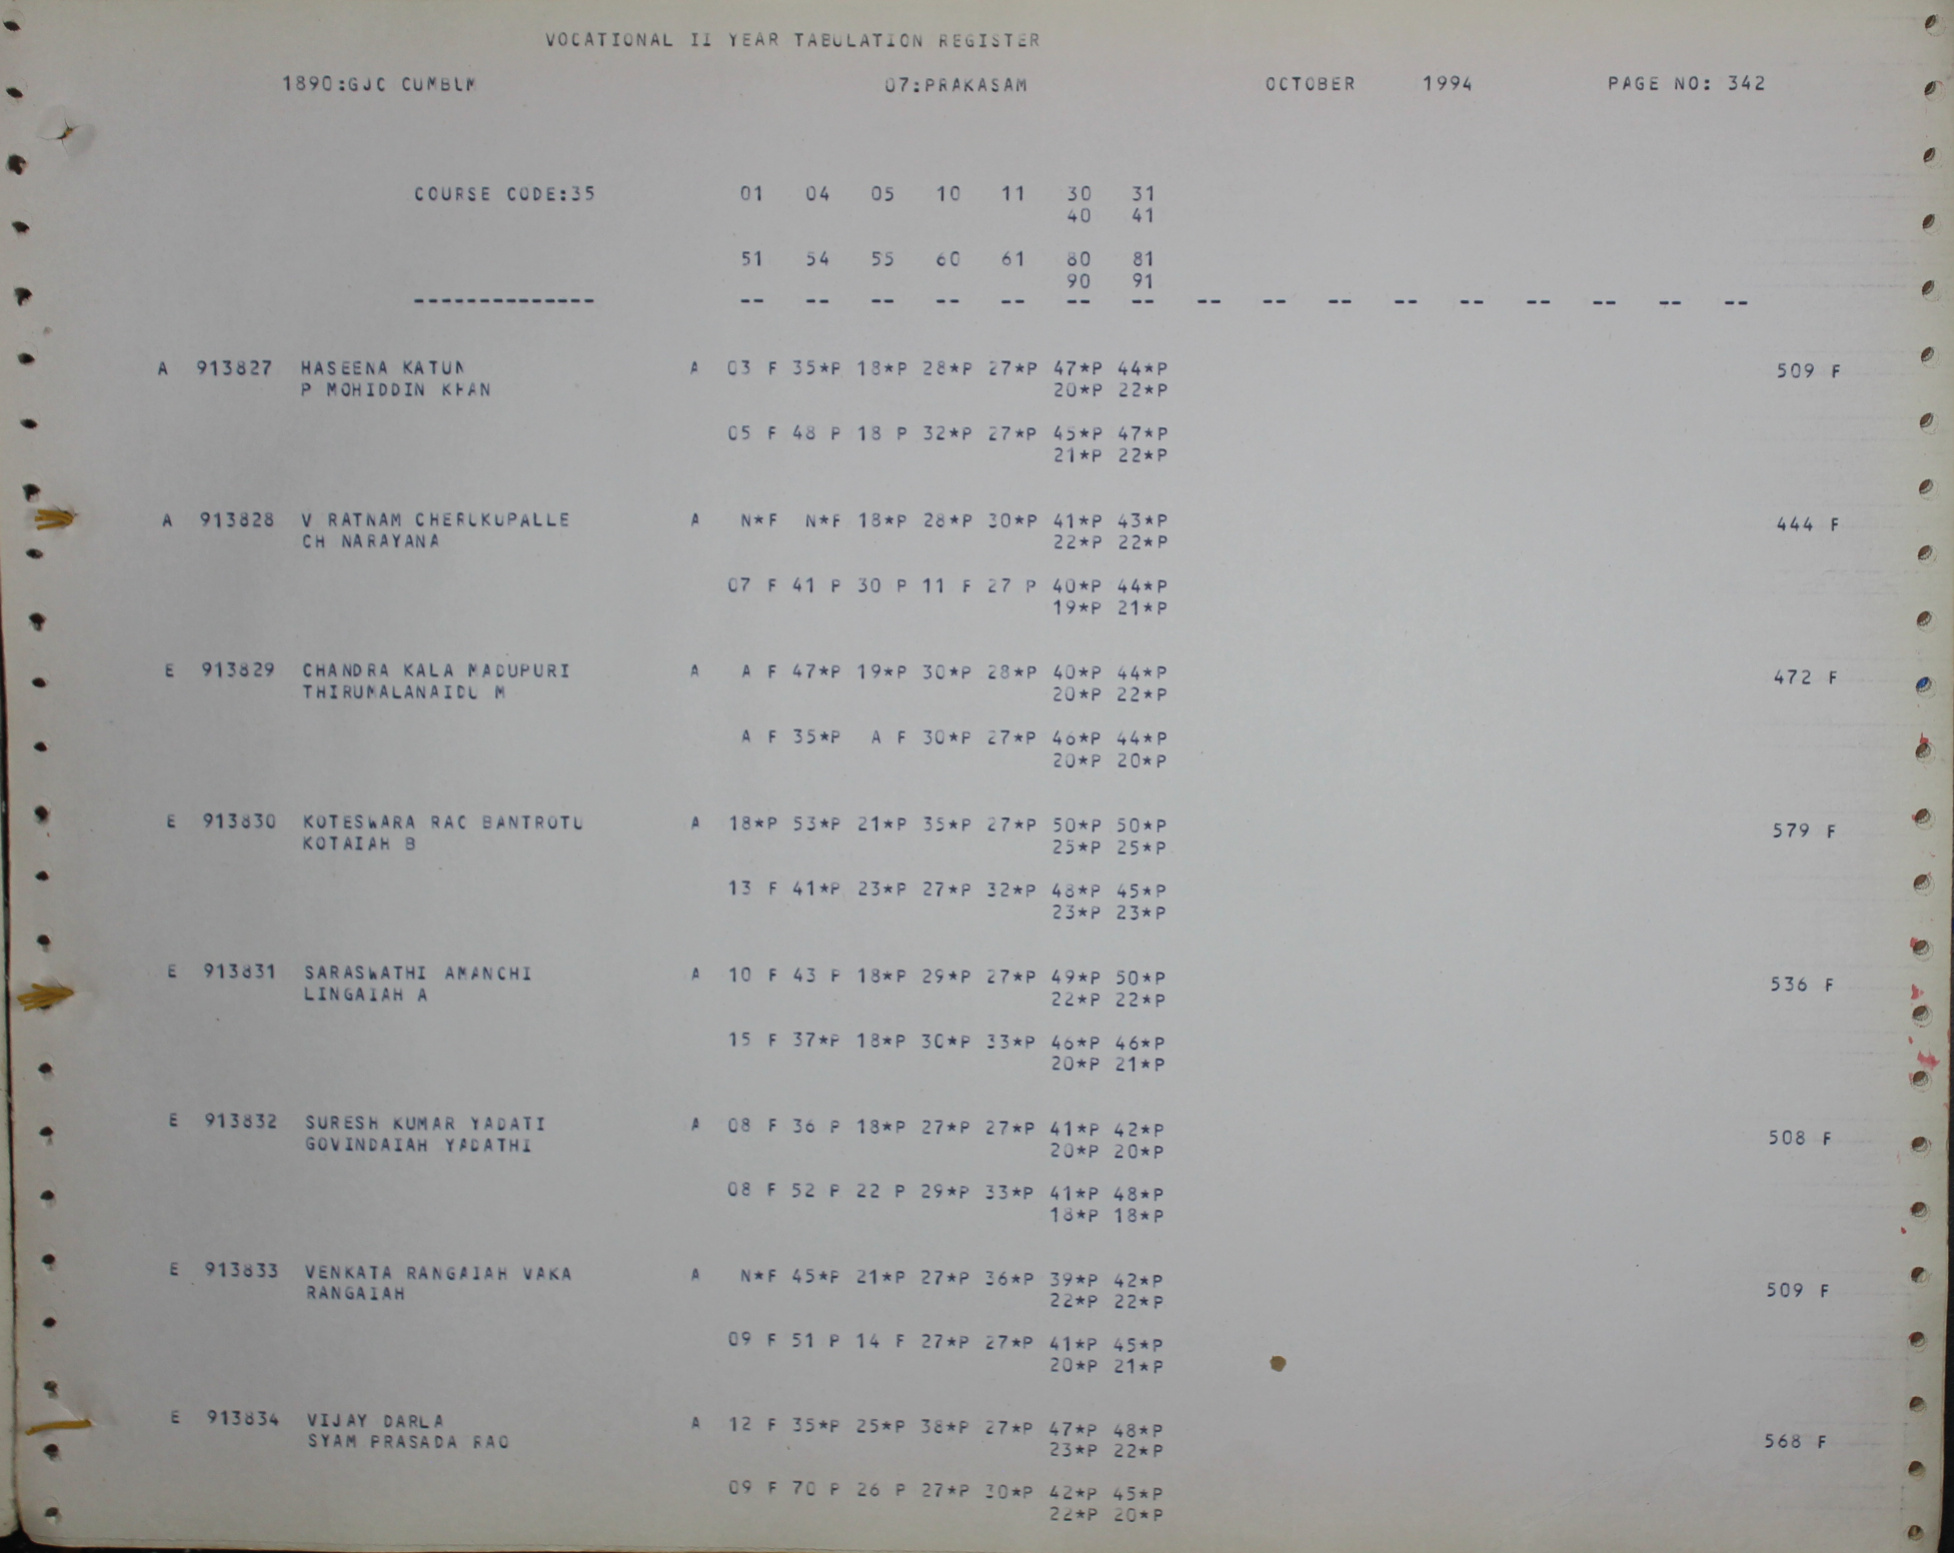 VOCATIONAL II YEAR TABULATION REGISTER
1890:GJC CUMBLM 07:PRAKASAM OCTOBER 1994 PAGE NO: 342
COURSE CODE:35 01 04 05 10 11 30 31
40 41
51 54 55 60 61 80 81
90 91
-------------- -- -- -- -- -- -- -- -- -- -- -- -- -- -- -- --
A 913827 HASEENA KATUN A 03 F 35*P 18*P 28*P 27*P 47*P 44*P 509 F
P MOHIDDIN KHAN 20*P 22*P
05 F 48 P 18 P 32*P 27*P 45*P 47*P
21*P 22*P
A 913828 V RATNAM CHERUKUPALLE A N*F N*F 18*P 28*P 30*P 41*P 43*P 444 F
CH NARAYANA 22*P 22*P
07 F 41 P 30 P 11 F 27 P 40*P 44*P
19*P 21*P
E 913829 CHANDRA KALA MADUPURI A A F 47*P 19*P 30*P 28*P 40*P 44*P 472 F
THIRUMALANAIDU M 20*P 22*P
A F 35*P A F 30*P 27*P 46*P 44*P
20*P 20*P
E 913830 KOTESWARA RAO BANTROTU A 18*P 53*P 21*P 35*P 27*P 50*P 50*P 579 F
KOTAIAH B 25*P 25*P
13 F 41*P 23*P 27*P 32*P 48*P 45*P
23*P 23*P
E 913831 SARASWATHI AMANCHI A 10 F 43 P 18*P 29*P 27*P 49*P 50*P 536 F
LINGAIAH A 22*P 22*P
15 F 37*P 18*P 30*P 33*P 46*P 46*P
20*P 21*P
E 913832 SURESH KUMAR YADATI A 08 F 36 P 18*P 27*P 27*P 41*P 42*P 508 F
GOVINDAIAH YADATHI 20*P 20*P
08 F 52 P 22 P 29*P 33*P 41*P 48*P
18*P 18*P
E 913833 VENKATA RANGAIAH VAKA A N*F 45*P 21*P 27*P 36*P 39*P 42*P 509 F
RANGAIAH 22*P 22*P
09 F 51 P 14 F 27*P 27*P 41*P 45*P
20*P 21*P
E 913834 VIJAY DARLA A 12 F 35*P 25*P 38*P 27*P 47*P 48*P 568 F
SYAM PRASADA RAO 23*P 22*P
09 F 70 P 26 P 27*P 30*P 42*P 45*P
22*P 20*P